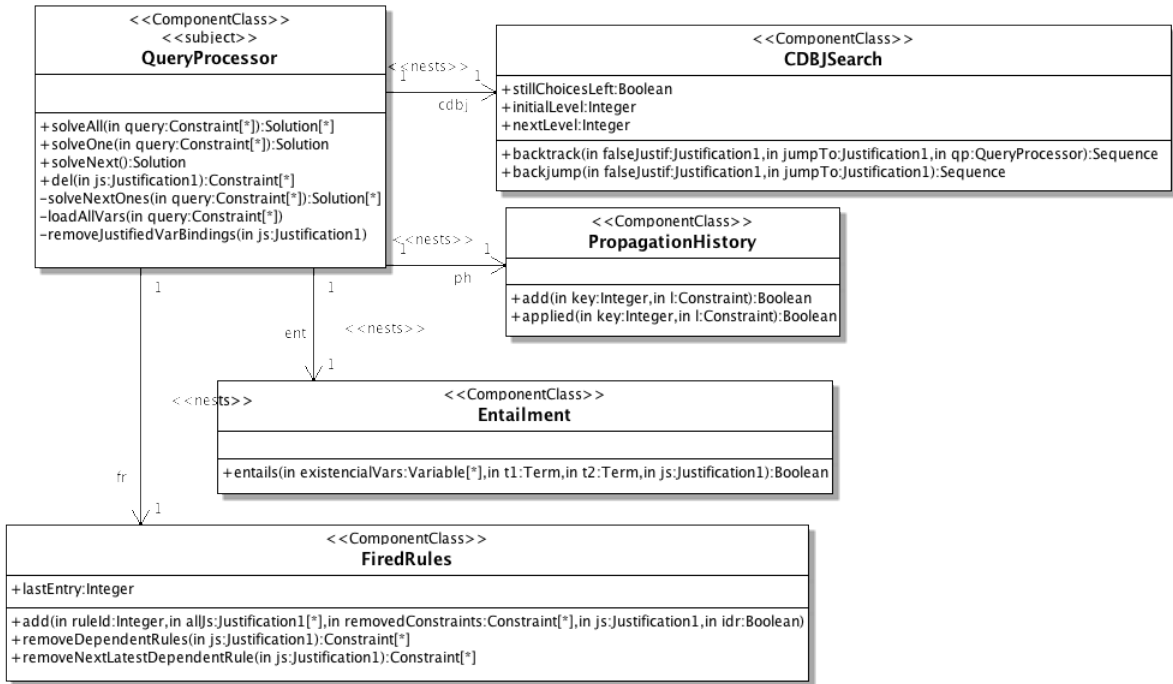 <<ComponentClass>>
<<subject>>
QueryProcessor
+solveAll(in query:Constraint[*]):Solution[*]
+solveOne(in query:Constraint[*]):Solution
+solveNext():Solution
+del(in js:Justification1):Constraint[*]
-solveNextOnes(in query:Constraint[*]):Solution[*]
-loadAllVars(in query:Constraint[*])
-removeJustifiedVarBindings(in js:Justification1)
<<nests>>
1
1
cdbj
<<ComponentClass>>
CDBJSearch
+stillChoicesLeft:Boolean
+initialLevel:Integer
+nextLevel:Integer
+backtrack(in falseJustif:Justification1,in jumpTo:Justification1,in qp:QueryProcessor):Sequence
+backjump(in falseJustif:Justification1,in jumpTo:Justification1):Sequence
<<nests>>
1
1
ph
<<ComponentClass>>
PropagationHistory
+add(in key:Integer,in l:Constraint):Boolean
+applied(in key:Integer,in l:Constraint):Boolean
1
1
ent
<<nests>>
1
<<ComponentClass>>
Entailment
+entails(in existencialVars:Variable[*],in t1:Term,in t2:Term,in js:Justification1):Boolean
<<nests>>
fr
1
<<ComponentClass>>
FiredRules
+lastEntry:Integer
+add(in ruleId:Integer,in allJs:Justification1[*],in removedConstraints:Constraint[*],in js:Justification1,in idr:Boolean)
+removeDependentRules(in js:Justification1):Constraint[*]
+removeNextLatestDependentRule(in js:Justification1):Constraint[*]